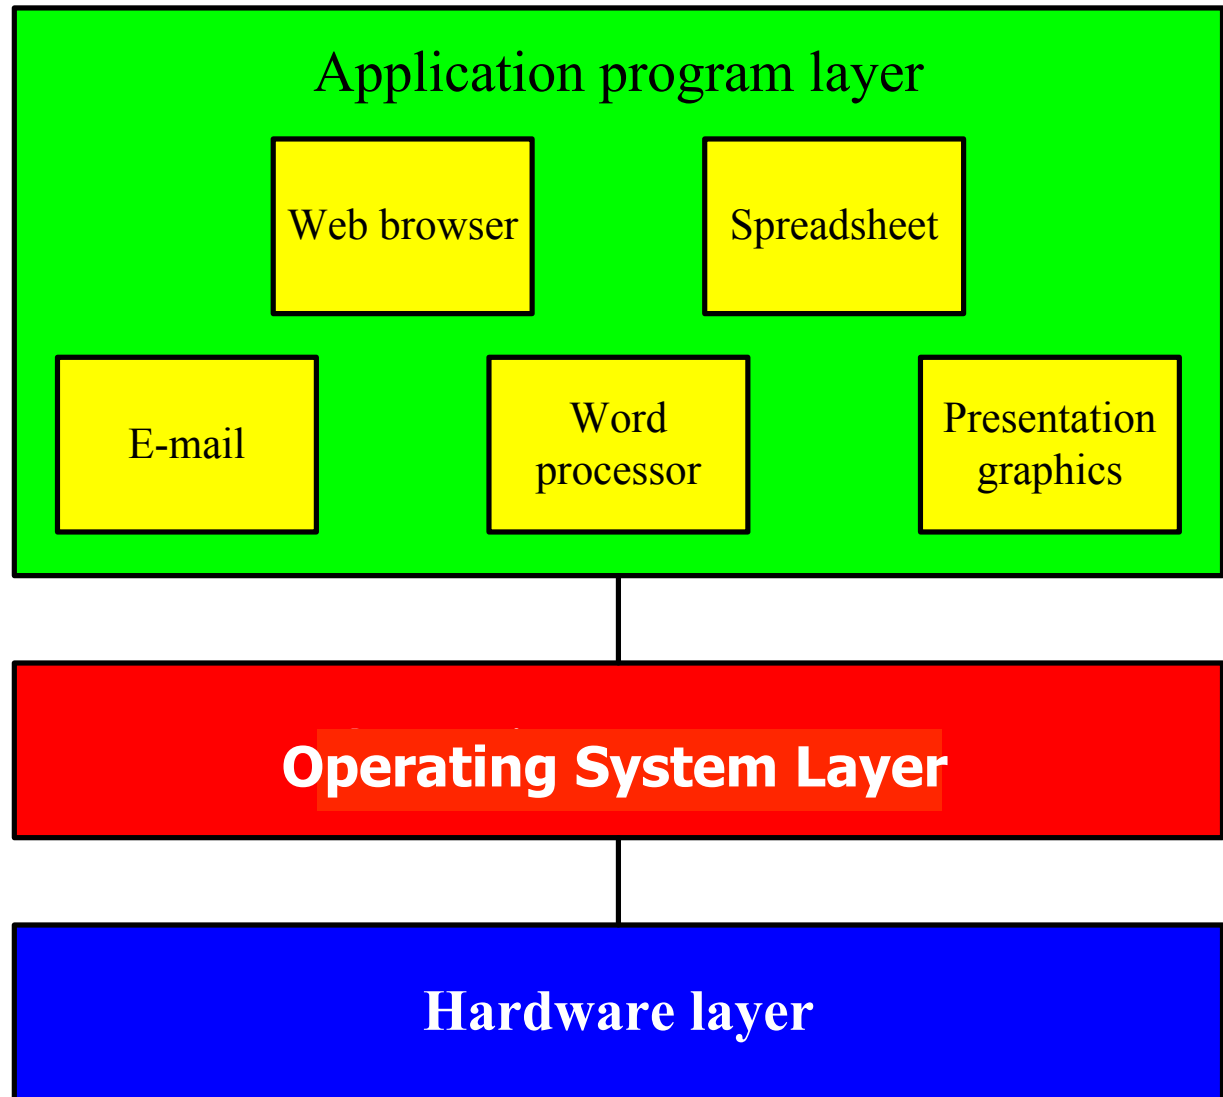 Application program layer
Web browser
Spreadsheet
E-mail
Word
processor
Presentation
graphics
Operating System Layer
Hardware layer